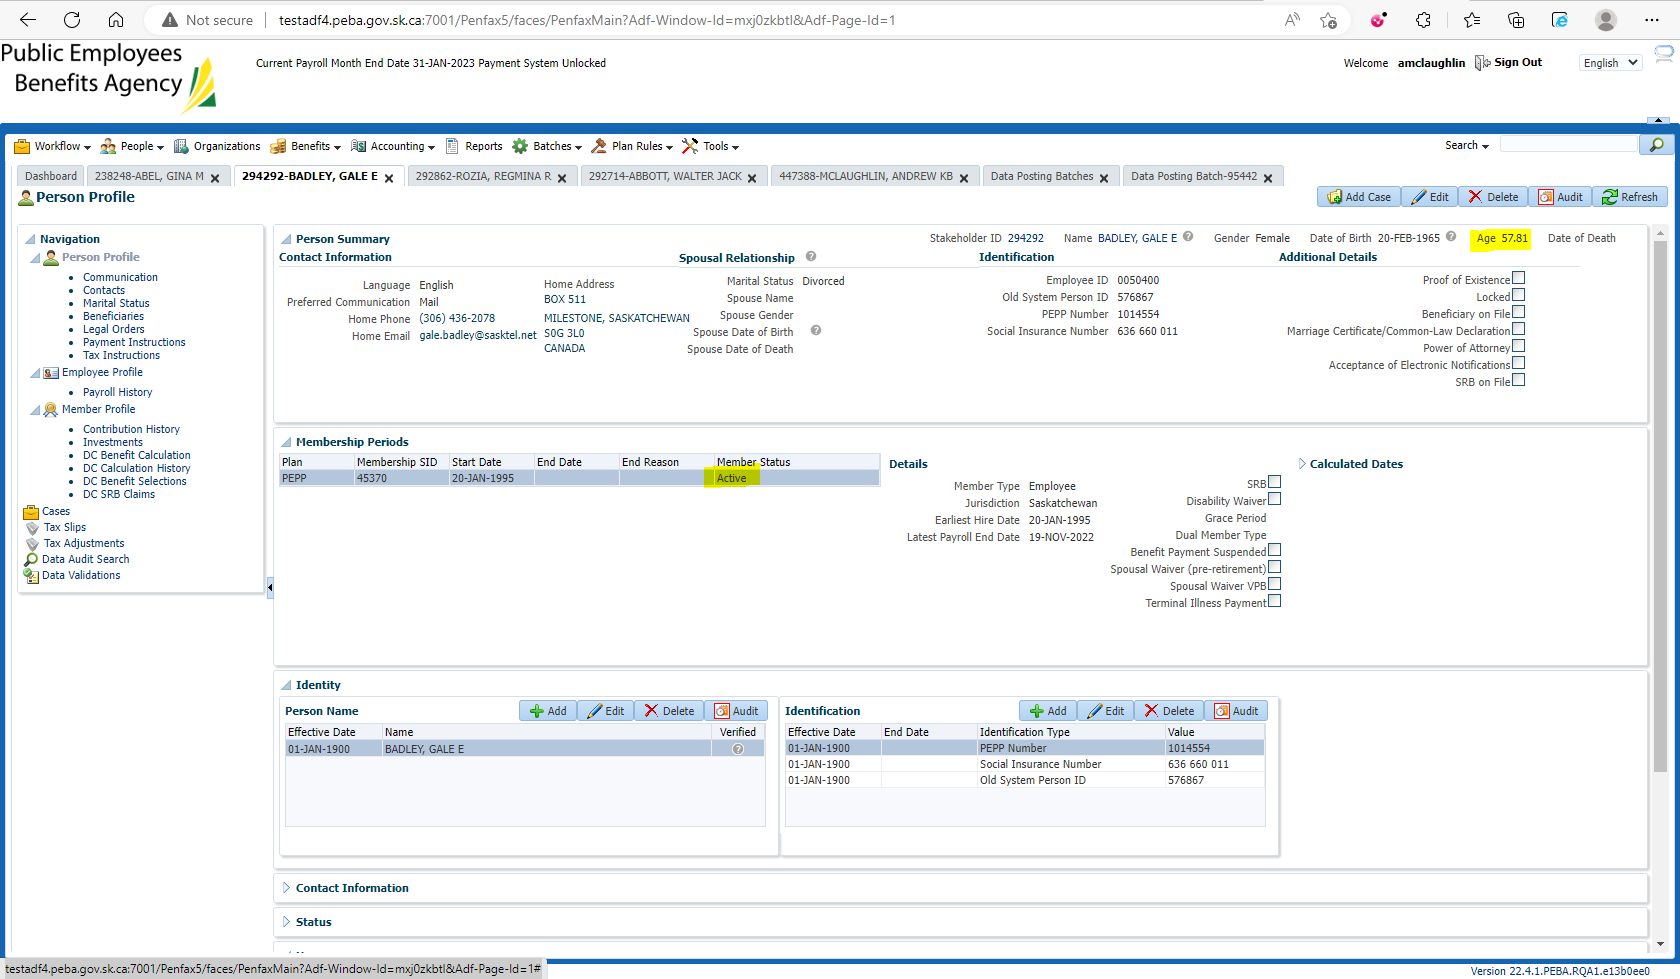 Not secure
testadf4.peba.gov.sk.ca:7001/Penfax5/faces/PenfaxMain?Adf-Window-Id=mxj0zkbtl&Adf-Page-Id=1
Public Employees
Benefits Agency
Current Payroll Month End Date 31-JAN-2023 Payment System Unlocked
Welcome amclaughlin Sign Out English
Workflow People Organizations Benefits Accounting Reports Batches Plan Rules Tools Search
Dashboard 238248-ABEL, GINA M 294292-BADLEY, GALE E 292862-ROZIA, REGMINA R 292714-ABBOTT, WALTER JACK 447388-MCLAUGHLIN, ANDREW KB Data Posting Batches Data Posting Batch-95442
Person Profile
Add Case Edit Delete Audit Refresh
Navigation
Person Profile
Communication
Contacts
Marital Status
Beneficiaries
Legal Orders
Payment Instructions
Tax Instructions
Employee Profile
Payroll History
Member Profile
Contribution History
Investments
DC Benefit Calculation
DC Calculation History
DC Benefit Selections
DC SRB Claims
Cases
Tax Slips
Tax Adjustments
Data Audit Search
Data Validations
Person Summary
Stakeholder ID 294292 Name BADLEY, GALE E Gender Female Date of Birth 20-FEB-1965 Age 57.81 Date of Death
Contact Information
Language English
Preferred Communication Mail
Home Phone (306) 436-2078
Home Email gale.badley@sasktel.net
Home Address
BOX 511
MILESTONE, SASKATCHEWAN
S0G 3L0
CANADA
Spousal Relationship
Marital Status Divorced
Spouse Name
Spouse Gender
Spouse Date of Birth
Spouse Date of Death
Identification
Employee ID 0050400
Old System Person ID 576867
PEPP Number 1014554
Social Insurance Number 636 660 011
Additional Details
Proof of Existence
Locked
Beneficiary on File
Marriage Certificate/Common-Law Declaration
Power of Attorney
Acceptance of Electronic Notifications
SRB on File
Membership Periods
Plan Membership SID Start Date End Date End Reason Member Status
PEPP 45370 20-JAN-1995 Active
Details
Member Type Employee
Jurisdiction Saskatchewan
Earliest Hire Date 20-JAN-1995
Latest Payroll End Date 19-NOV-2022
SRB
Disability Waiver
Grace Period
Dual Member Type
Benefit Payment Suspended
Spousal Waiver (pre-retirement)
Spousal Waiver VPB
Terminal Illness Payment
Calculated Dates
Identity
Person Name
Add Edit Delete Audit
Effective Date Name Verified
01-JAN-1900 BADLEY, GALE E
Identification
Add Edit Delete Audit
Effective Date End Date Identification Type Value
01-JAN-1900 PEPP Number 1014554
01-JAN-1900 Social Insurance Number 636 660 011
01-JAN-1900 Old System Person ID 576867
Contact Information
Status
testadf4.peba.gov.sk.ca:7001/Penfax5/faces/PenfaxMain?Adf-Window-Id=mxj0zkbtl&Adf-Page-Id=1#
Version 22.4.1.PEBA.RQA1.e13b0ee0